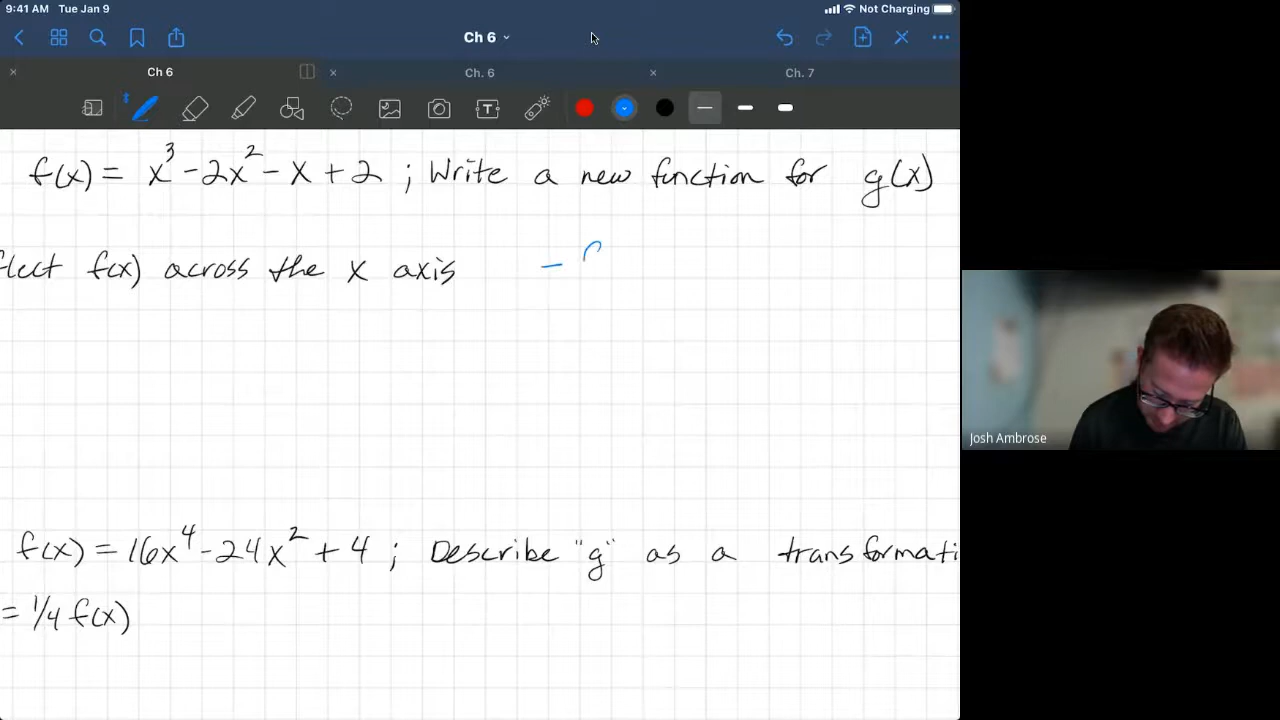 9:41 AM Tue Jan 9
Not Charging
Ch 6
Ch 6
Ch. 6
Ch. 7
T
f(x) = x³ - 2x² - x + 2 ; Write a new function for g(x)
flect f(x) across the x axis
-
f(x) = 16x⁴ - 24x² + 4 ; Describe "g" as a transformati
= 1/4 f(x)
Josh Ambrose